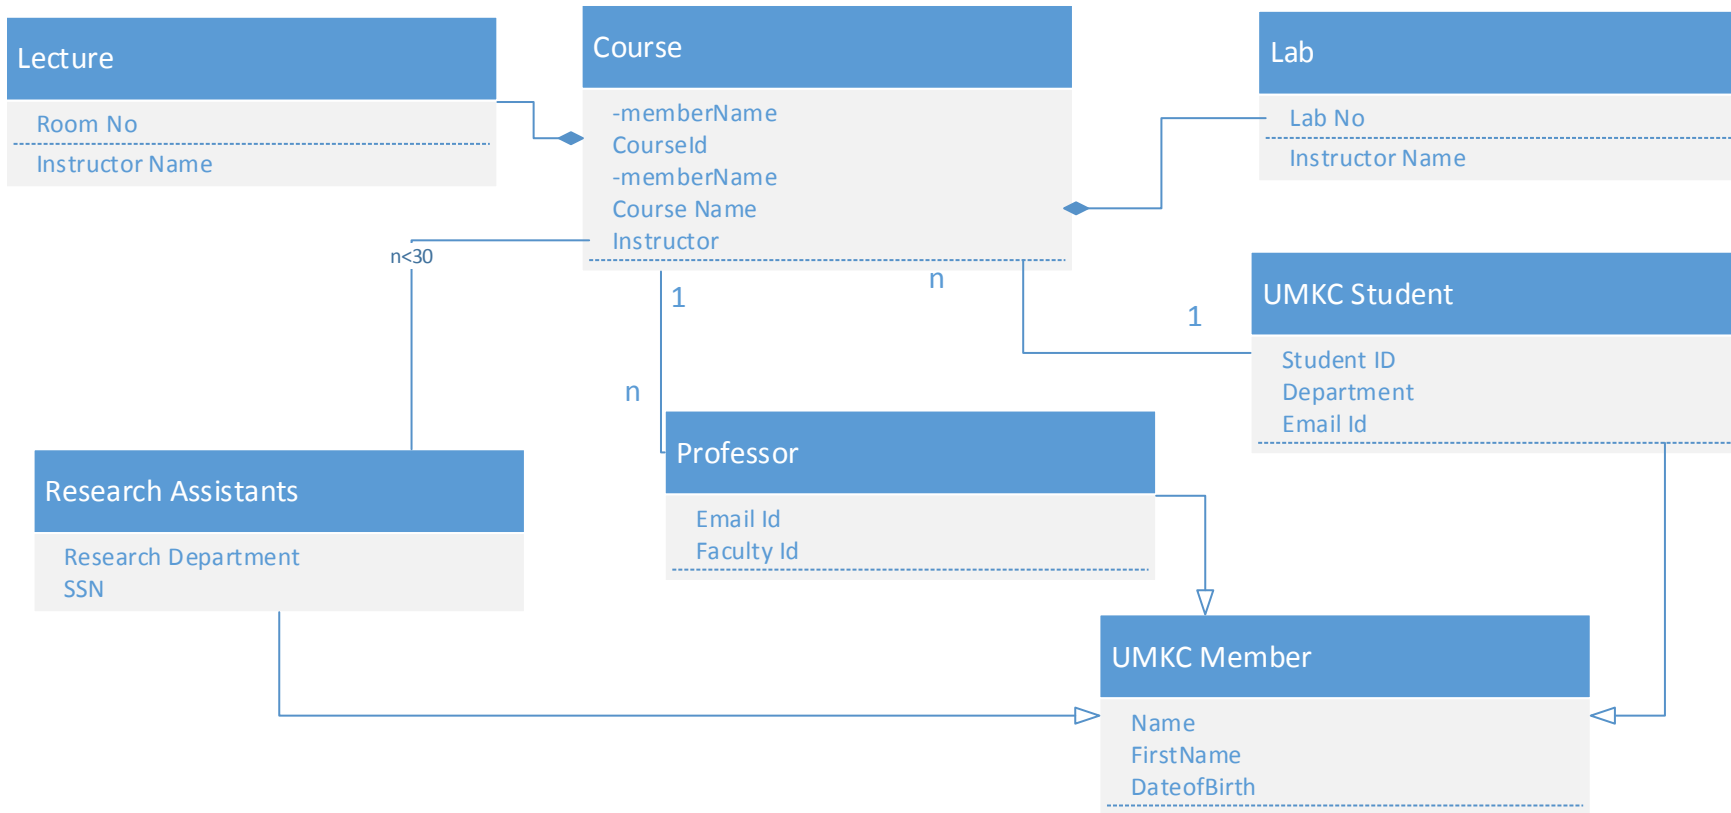 Lecture
Room No
Instructor Name
Course
-memberName
CourseId
-memberName
Course Name
Instructor
Lab
Lab No
Instructor Name
n<30
1
n
n
1
UMKC Student
Student ID
Department
Email Id
Research Assistants
Research Department
SSN
Professor
Email Id
Faculty Id
UMKC Member
Name
FirstName
DateofBirth